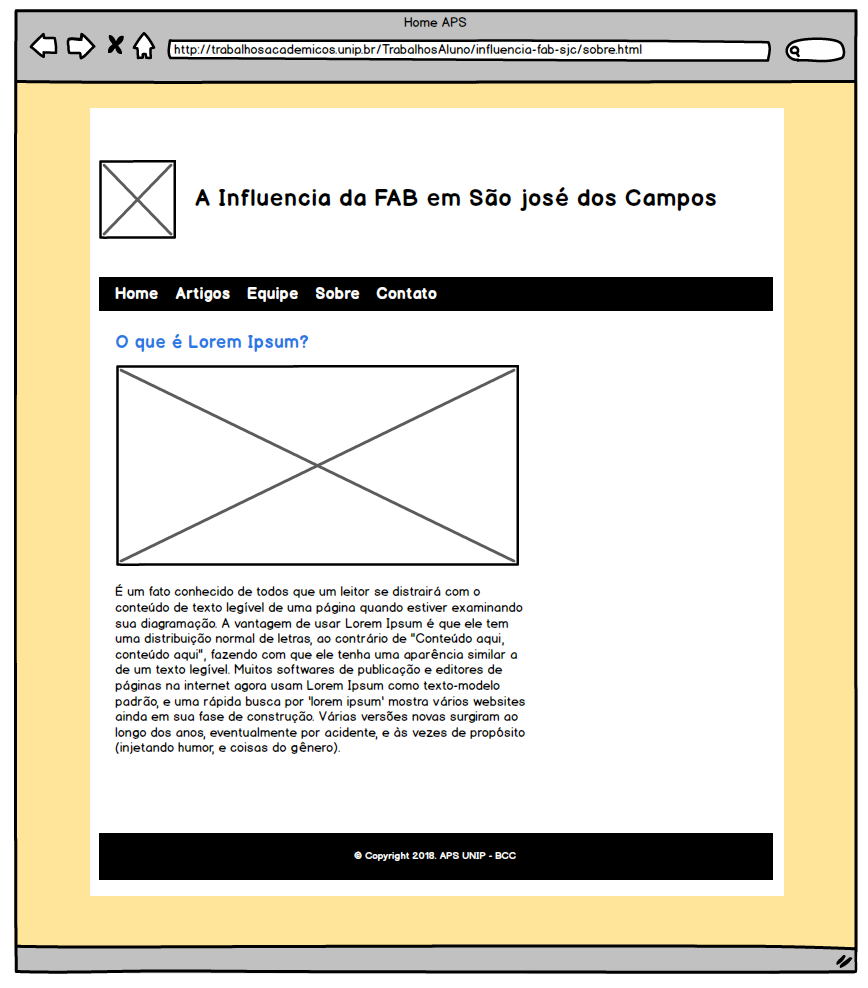 Home APS
http://trabalhosacademicos.unip.br/TrabalhosAluno/influencia-fab-sjc/sobre.html
A Influencia da FAB em São josé dos Campos
Home Artigos Equipe Sobre Contato
O que é Lorem Ipsum?
É um fato conhecido de todos que um leitor se distrairá com o
conteúdo de texto legível de uma página quando estiver examinando
sua diagramação. A vantagem de usar Lorem Ipsum é que ele tem
uma distribuição normal de letras, ao contrário de "Conteúdo aqui,
conteúdo aqui", fazendo com que ele tenha uma aparência similar a
de um texto legível. Muitos softwares de publicação e editores de
páginas na internet agora usam Lorem Ipsum como texto-modelo
padrão, e uma rápida busca por 'lorem ipsum' mostra vários websites
ainda em sua fase de construção. Várias versões novas surgiram ao
longo dos anos, eventualmente por acidente, e às vezes de propósito
(injetando humor, e coisas do gênero).
© Copyright 2018. APS UNIP - BCC